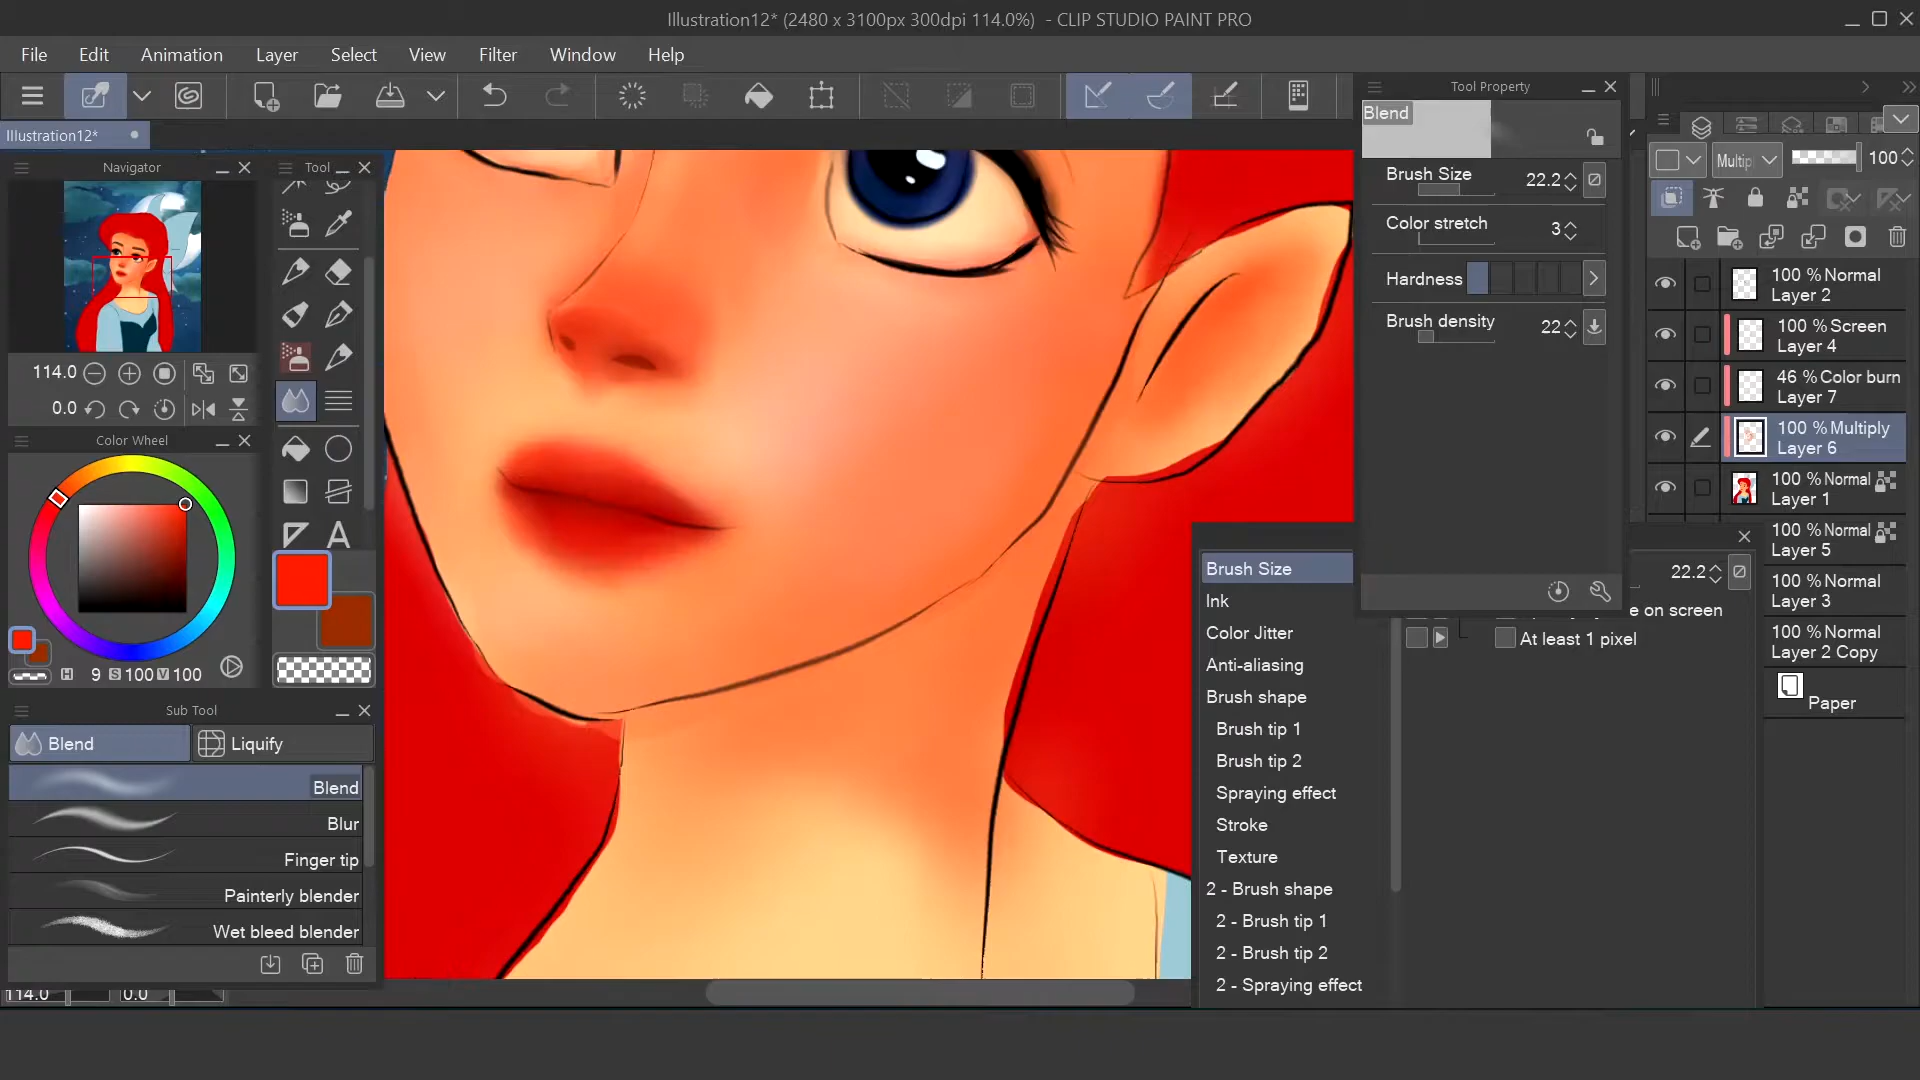 Illustration12* (2480 x 3100px 300dpi 114.0%) - CLIP STUDIO PAINT PRO
File Edit Animation Layer Select View Filter Window Help
Illustration12*
Navigator
114.0
0.0
Color Wheel
H 9 S 100 V 100
Tool
A
Sub Tool
Blend Liquify
Blend
Blur
Finger tip
Painterly blender
Wet bleed blender
114.0 0.0
Tool Property
Blend
Brush Size 22.2
Color stretch 3
Hardness
Brush density 22
Brush Size
Ink
Color Jitter
Anti-aliasing
Brush shape
Brush tip 1
Brush tip 2
Spraying effect
Stroke
Texture
2 - Brush shape
2 - Brush tip 1
2 - Brush tip 2
2 - Spraying effect
22.2
e on screen
At least 1 pixel
Multip 100
100 % Normal
Layer 2
100 % Screen
Layer 4
46 % Color burn
Layer 7
100 % Multiply
Layer 6
100 % Normal
Layer 1
100 % Normal
Layer 5
100 % Normal
Layer 3
100 % Normal
Layer 2 Copy
Paper